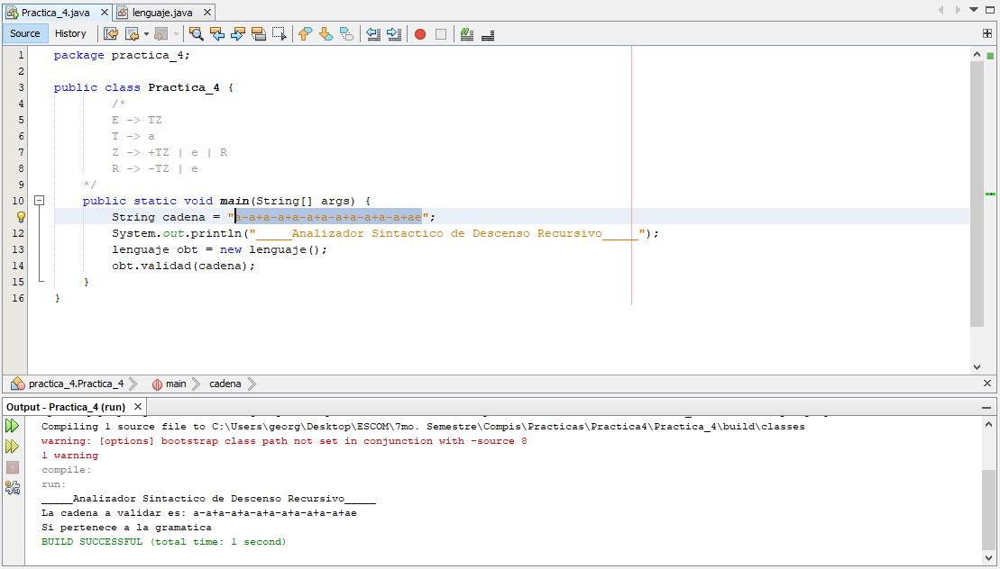 Practica_4.java
lenguaje.java
Source
History
1 package practica_4;
2
3 public class Practica_4 {
4 /*
5 E -> TZ
6 T -> a
7 Z -> +TZ | e | R
8 R -> -TZ | e
9 */
10 public static void main(String[] args) {
String cadena = "a-a+a-a+a-a+a-a+a-a+a-a+ae";
12 System.out.println("_____Analizador Sintactico de Descenso Recursivo_____");
13 lenguaje obt = new lenguaje();
14 obt.validad(cadena);
15 }
16 }
practica_4.Practica_4
main
cadena
Output - Practica_4 (run)
Compiling 1 source file to C:\Users\georg\Desktop\ESCOM\7mo. Semestre\Compis\Practicas\Practica4\Practica_4\build\classes
warning: [options] bootstrap class path not set in conjunction with -source 8
1 warning
compile:
run:
_____Analizador Sintactico de Descenso Recursivo_____
La cadena a validar es: a-a+a-a+a-a+a-a+a-a+a-a+ae
Si pertenece a la gramatica
BUILD SUCCESSFUL (total time: 1 second)